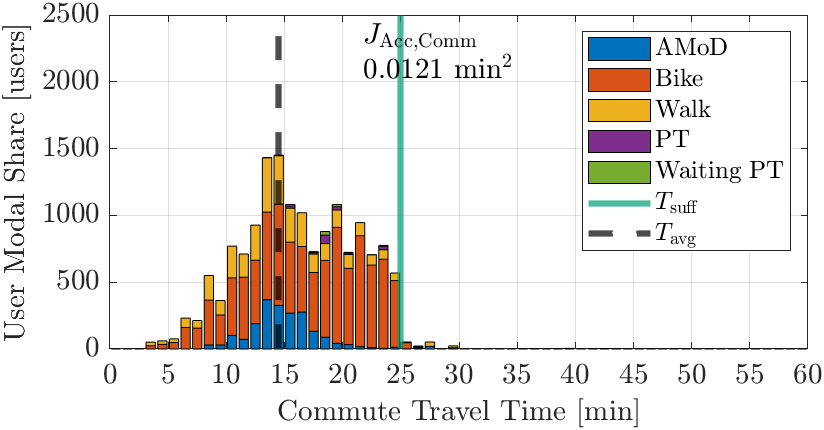 User Modal Share [users]
2500
2000
1500
1000
500
0
J_Acc,Comm
0.0121 min²
AMoD
Bike
Walk
PT
Waiting PT
T_suff
T_avg
0 5 10 15 20 25 30 35 40 45 50 55 60
Commute Travel Time [min]